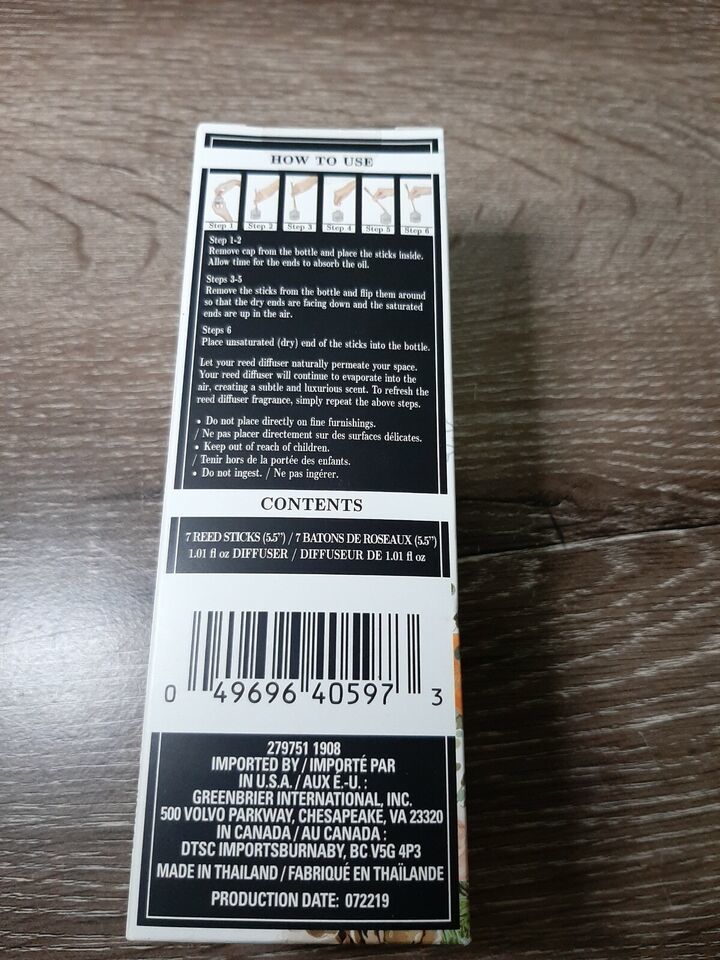 HOW TO USE
Step 1 Step 2 Step 3 Step 4 Step 5 Step 6
Step 1-2
Remove cap from the bottle and place the sticks inside.
Allow time for the ends to absorb the oil.
Steps 3-5
Remove the sticks from the bottle and flip them around
so that the dry ends are facing down and the saturated
ends are up in the air.
Steps 6
Place unsaturated (dry) end of the sticks into the bottle.
Let your reed diffuser naturally permeate your space.
Your reed diffuser will continue to evaporate into the
air, creating a subtle and luxurious scent. To refresh the
reed diffuser fragrance, simply repeat the above steps.
• Do not place directly on fine furnishings.
/ Ne pas placer directement sur des surfaces délicates.
• Keep out of reach of children.
/ Tenir hors de la portée des enfants.
• Do not ingest. / Ne pas ingérer.
CONTENTS
7 REED STICKS (5.5") / 7 BATONS DE ROSEAUX (5.5")
1.01 fl oz DIFFUSER / DIFFUSEUR DE 1.01 fl oz
0 49696 40597 3
279751 1908
IMPORTED BY / IMPORTÉ PAR
IN U.S.A. / AUX É.-U. :
GREENBRIER INTERNATIONAL, INC.
500 VOLVO PARKWAY, CHESAPEAKE, VA 23320
IN CANADA / AU CANADA :
DTSC IMPORTSBURNABY, BC V5G 4P3
MADE IN THAILAND / FABRIQUÉ EN THAÏLANDE
PRODUCTION DATE: 072219